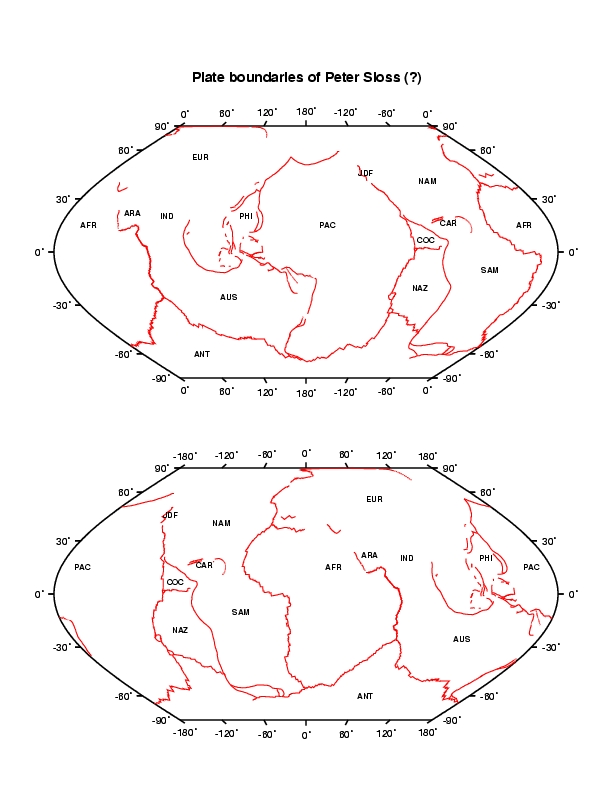 Plate boundaries of Peter Sloss (?)
0˚ 60˚ 120˚ 180˚ -120˚ -60˚ 0˚
90˚ 90˚
60˚ 60˚
EUR
JDF
NAM
30˚ 30˚
ARA IND PHI
CAR
AFR PAC AFR
COC
0˚ 0˚
SAM
NAZ
AUS
-30˚ -30˚
ANT
-60˚ -60˚
-90˚ -90˚
0˚ 60˚ 120˚ 180˚ -120˚ -60˚ 0˚
-180˚ -120˚ -60˚ 0˚ 60˚ 120˚ 180˚
90˚ 90˚
60˚ 60˚
EUR
JDF
NAM
30˚ 30˚
ARA IND PHI
PAC CAR AFR PAC
COC
0˚ 0˚
SAM
NAZ
AUS
-30˚ -30˚
-60˚ ANT -60˚
-90˚ -90˚
-180˚ -120˚ -60˚ 0˚ 60˚ 120˚ 180˚